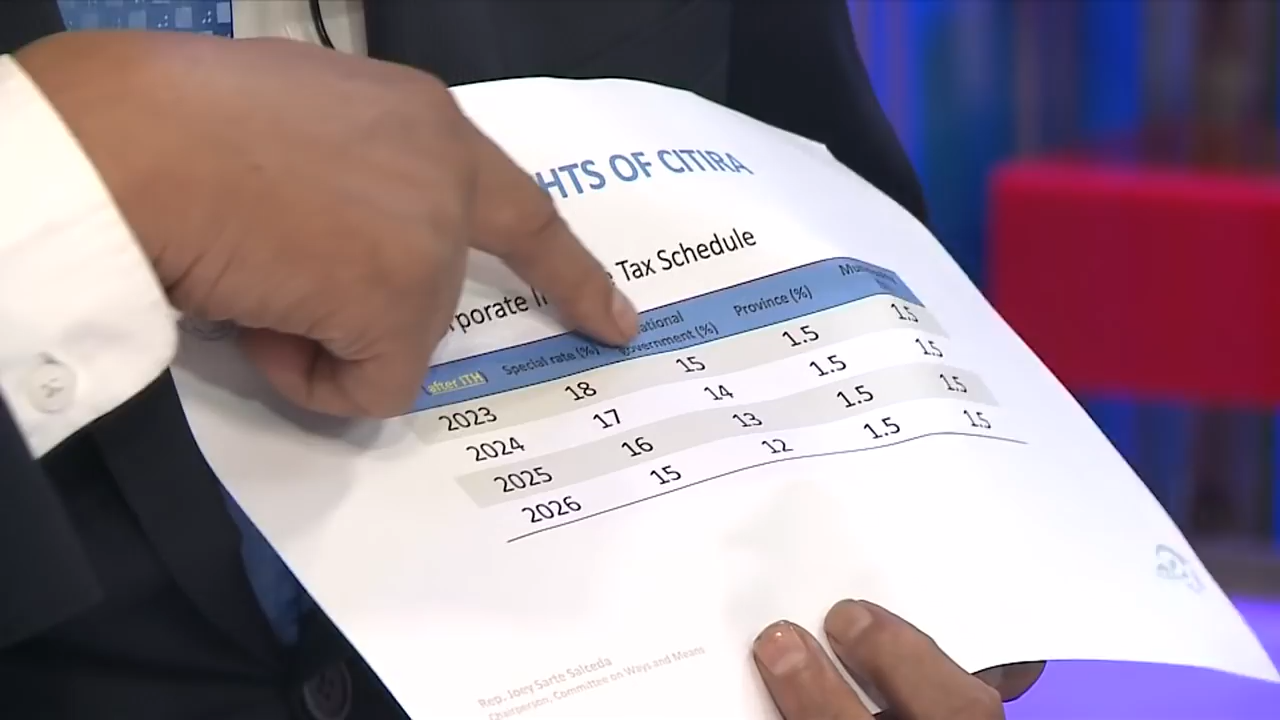 HTS OF CITIRA
rporate I Tax Schedule
(after ITH) Special rate (%) ational government (%) Province (%)
2023 18 15 1.5 1.5
2024 17 14 1.5 1.5
2025 16 13 1.5 1.5
2026 15 12 1.5 1.5
Rep. Joey Sarte Salceda
Chairperson, Committee on Ways and Means